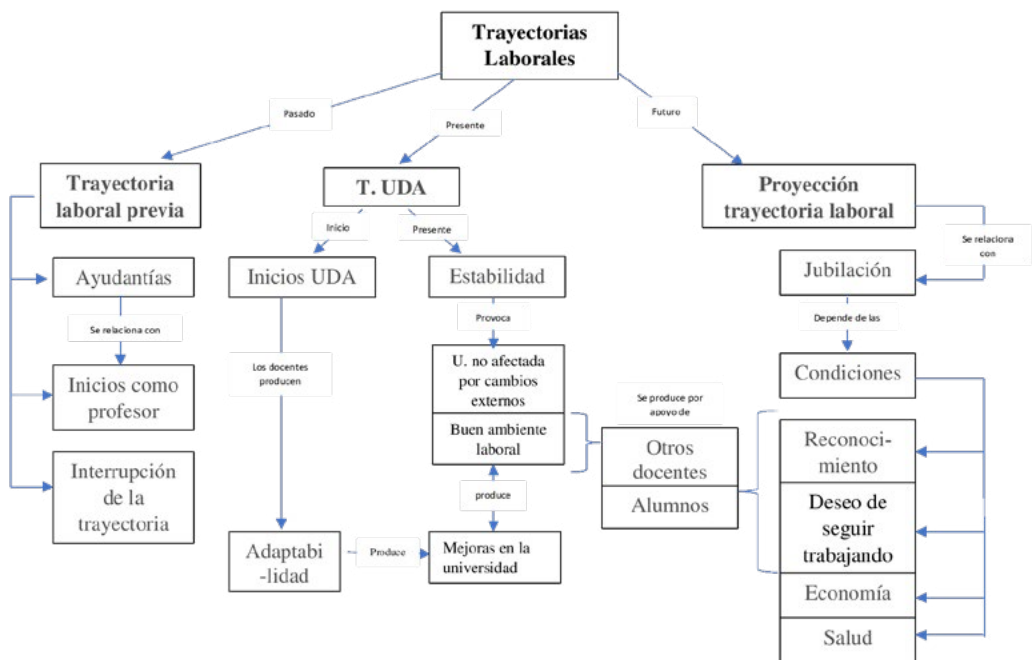 Trayectorias
Laborales
Pasado
Presente
Futuro
Trayectoria
laboral previa
T. UDA
Proyección
trayectoria laboral
Inicio
Presente
Se relaciona
con
Ayudantías
Inicios UDA
Estabilidad
Jubilación
Se relaciona con
Provoca
Depende de las
Los docentes
producen
Inicios como
profesor
U. no afectada
por cambios
externos
Buen ambiente
laboral
Condiciones
Se produce por
apoyo de
Otros
docentes
Alumnos
Reconoci-
miento
Deseo de
seguir
trabajando
Economía
Salud
Interrupción
de la
trayectoria
produce
Adaptabi
-lidad
Produce
Mejoras en la
universidad